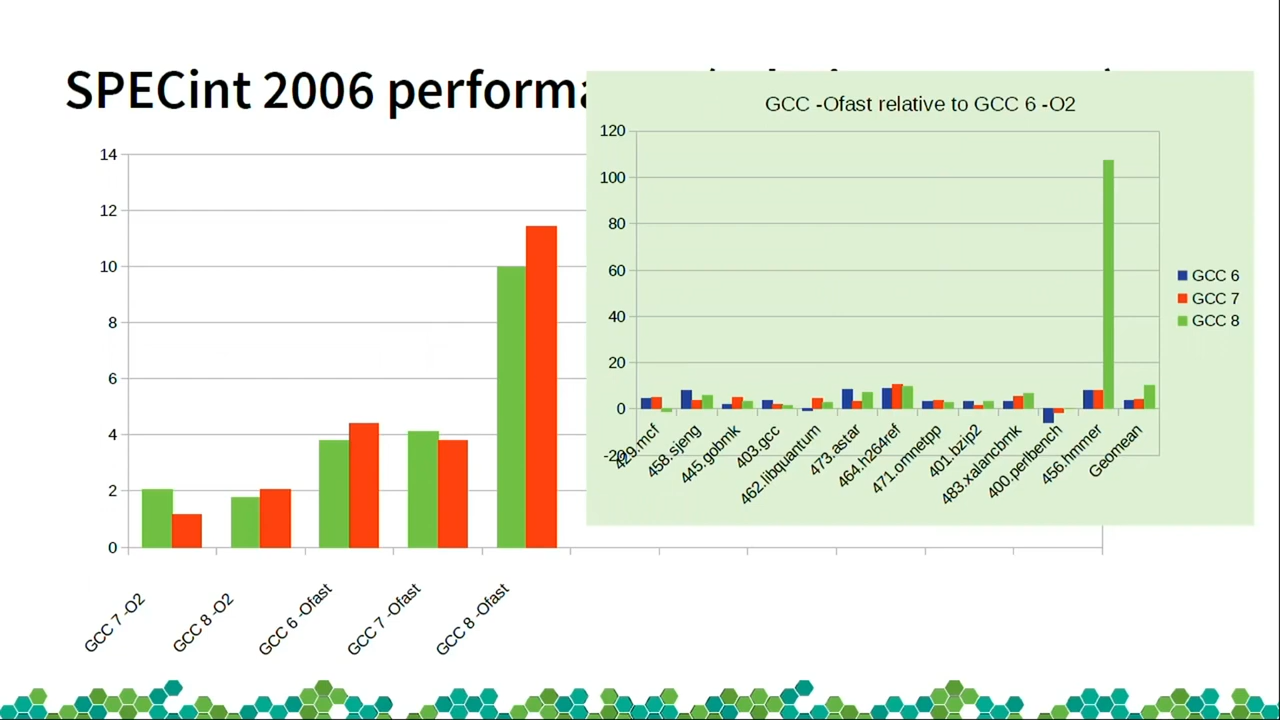 SPECint 2006 perform
GCC -Ofast relative to GCC 6 -O2
120
100
80
60
40
20
0
-20
GCC 6
GCC 7
GCC 8
429.mcf
458.sjeng
445.gobmk
403.gcc
462.libquantum
473.astar
464.h264ref
471.omnetpp
401.bzip2
483.xalancbmk
400.perlbench
456.hmmer
Geomean
14
12
10
8
6
4
2
0
GCC 7 -O2
GCC 8 -O2
GCC 6 -Ofast
GCC 7 -Ofast
GCC 8 -Ofast